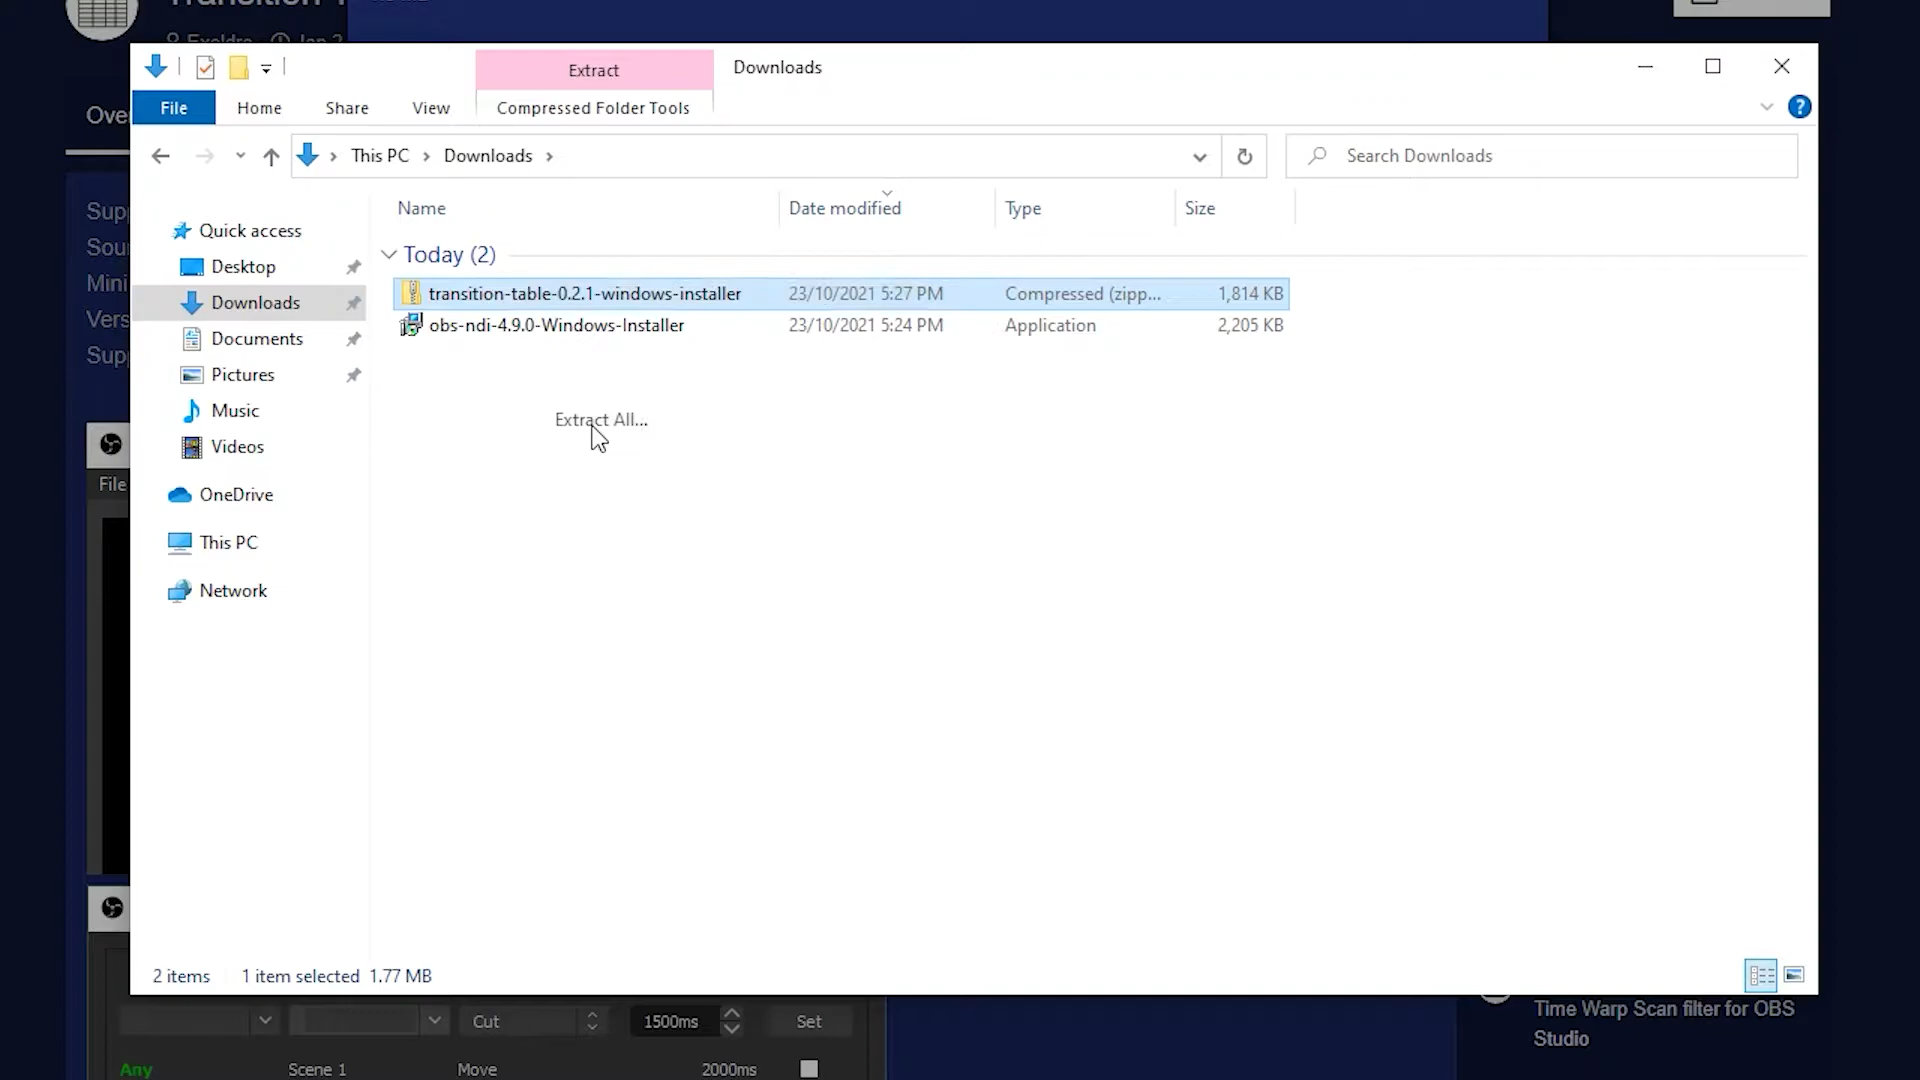 Extract
Downloads
File
Home
Share
View
Compressed Folder Tools
This PC
Downloads
Search Downloads
Name
Date modified
Type
Size
Quick access
Desktop
Downloads
Documents
Pictures
Music
Videos
OneDrive
This PC
Network
Today (2)
transition-table-0.2.1-windows-installer 23/10/2021 5:27 PM Compressed (zipp... 1,814 KB
obs-ndi-4.9.0-Windows-Installer 23/10/2021 5:24 PM Application 2,205 KB
Extract All...
2 items 1 item selected 1.77 MB
Over
Sup
Sour
Mini
Vers
Sup
File
Cut 1500ms Set
Any Scene 1 Move 2000ms
Time Warp Scan filter for OBS
Studio